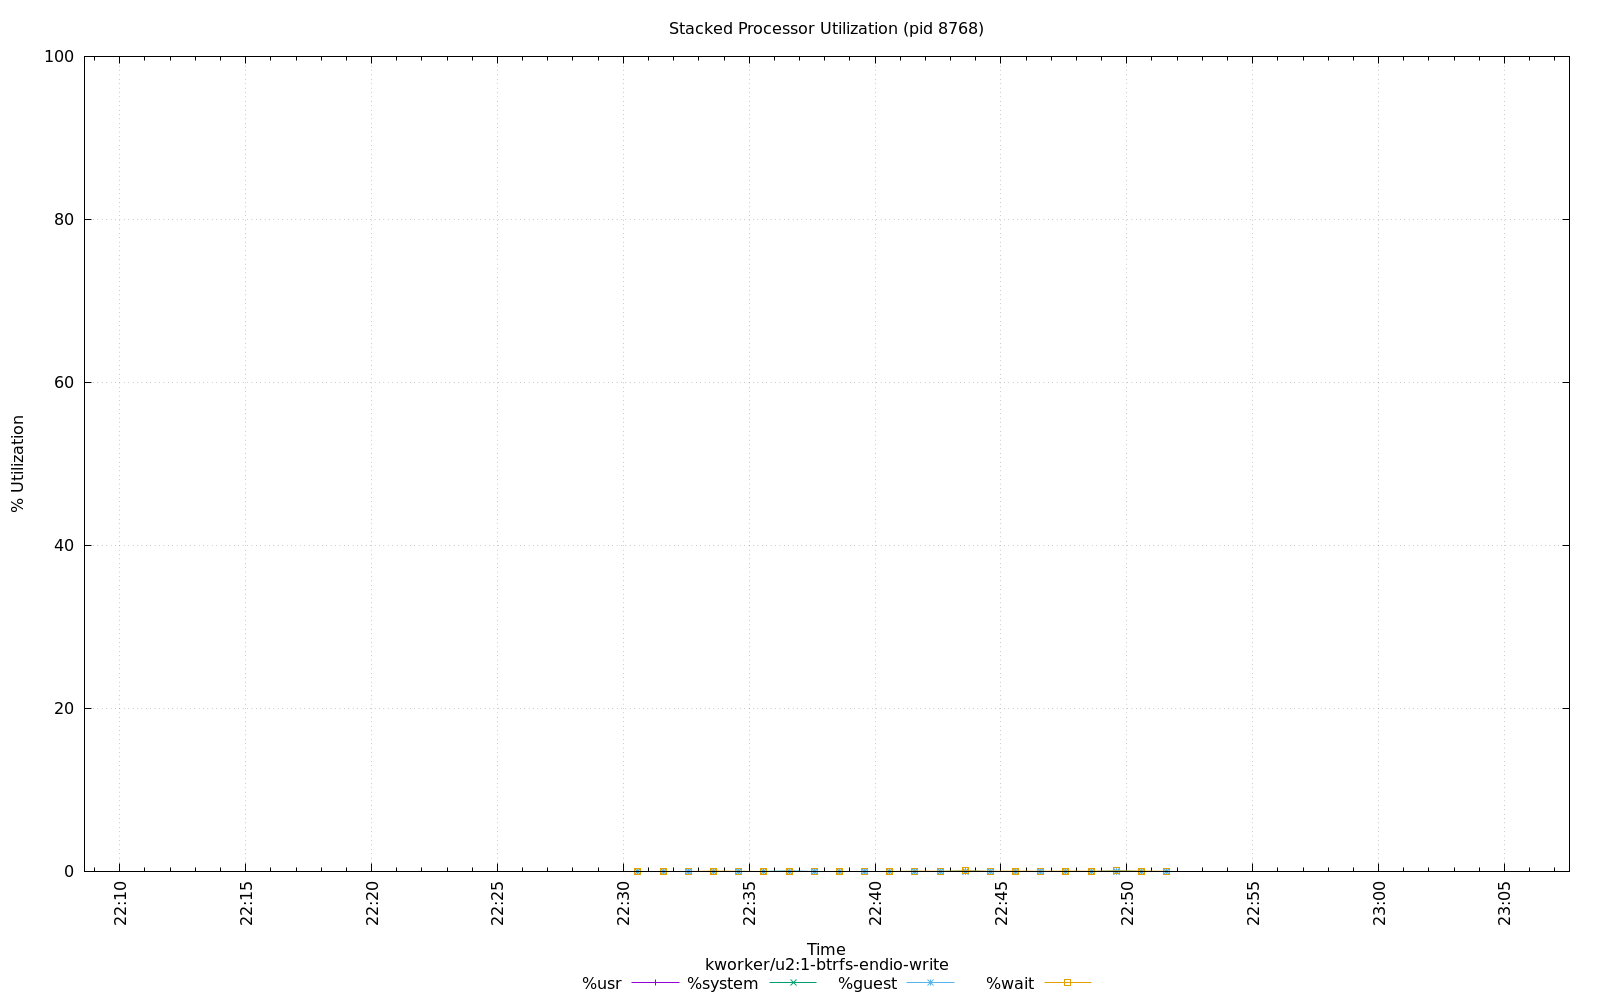 Stacked Processor Utilization (pid 8768)
100
80
60
40
20
0
% Utilization
22:10 22:15 22:20 22:25 22:30 22:35 22:40 22:45 22:50 22:55 23:00 23:05
Time
kworker/u2:1-btrfs-endio-write
%usr %system %guest %wait